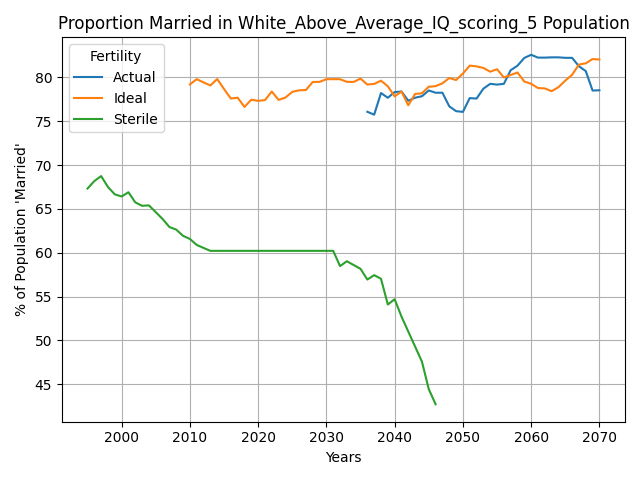 Proportion Married in White_Above_Average_IQ_scoring_5 Population
Fertility
Actual
Ideal
Sterile
% of Population 'Married'
80
75
70
65
60
55
50
45
2000
2010
2020
2030
2040
2050
2060
2070
Years